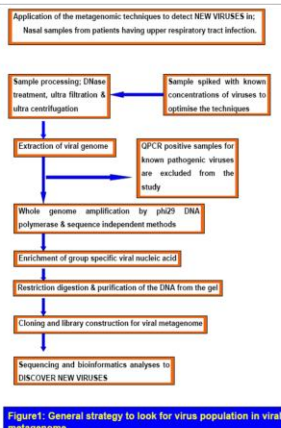 Application of the metagenomic techniques to detect NEW VIRUSES in;
Nasal samples from patients having upper respiratory tract infection.
Sample processing; DNase
treatment, ultra filtration &
ultra centrifugation
Sample spiked with known
concentrations of viruses to
optimise the techniques
Extraction of viral genome
QPCR positive samples for
known pathogenic viruses
are excluded from the
study
Whole genome amplification by phi29 DNA
polymerase & sequence independent methods
Enrichment of group specific viral nucleic acid
Restriction digestion & purification of the DNA from the gel
Cloning and library construction for viral metagenome
Sequencing and bioinformatics analyses to
DISCOVER NEW VIRUSES
Figure1: General strategy to look for virus population in viral
metagenome